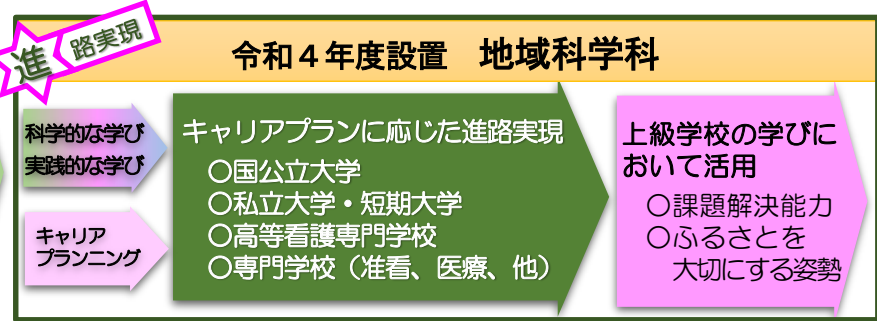 進路実現
令和４年度設置　地域科学科
科学的な学び
実践的な学び
キャリア
プランニング
キャリアプランに応じた進路実現
○国公立大学
○私立大学・短期大学
○高等看護専門学校
○専門学校（准看、医療、他）
上級学校の学びに
おいて活用
○課題解決能力
○ふるさとを
大切にする姿勢